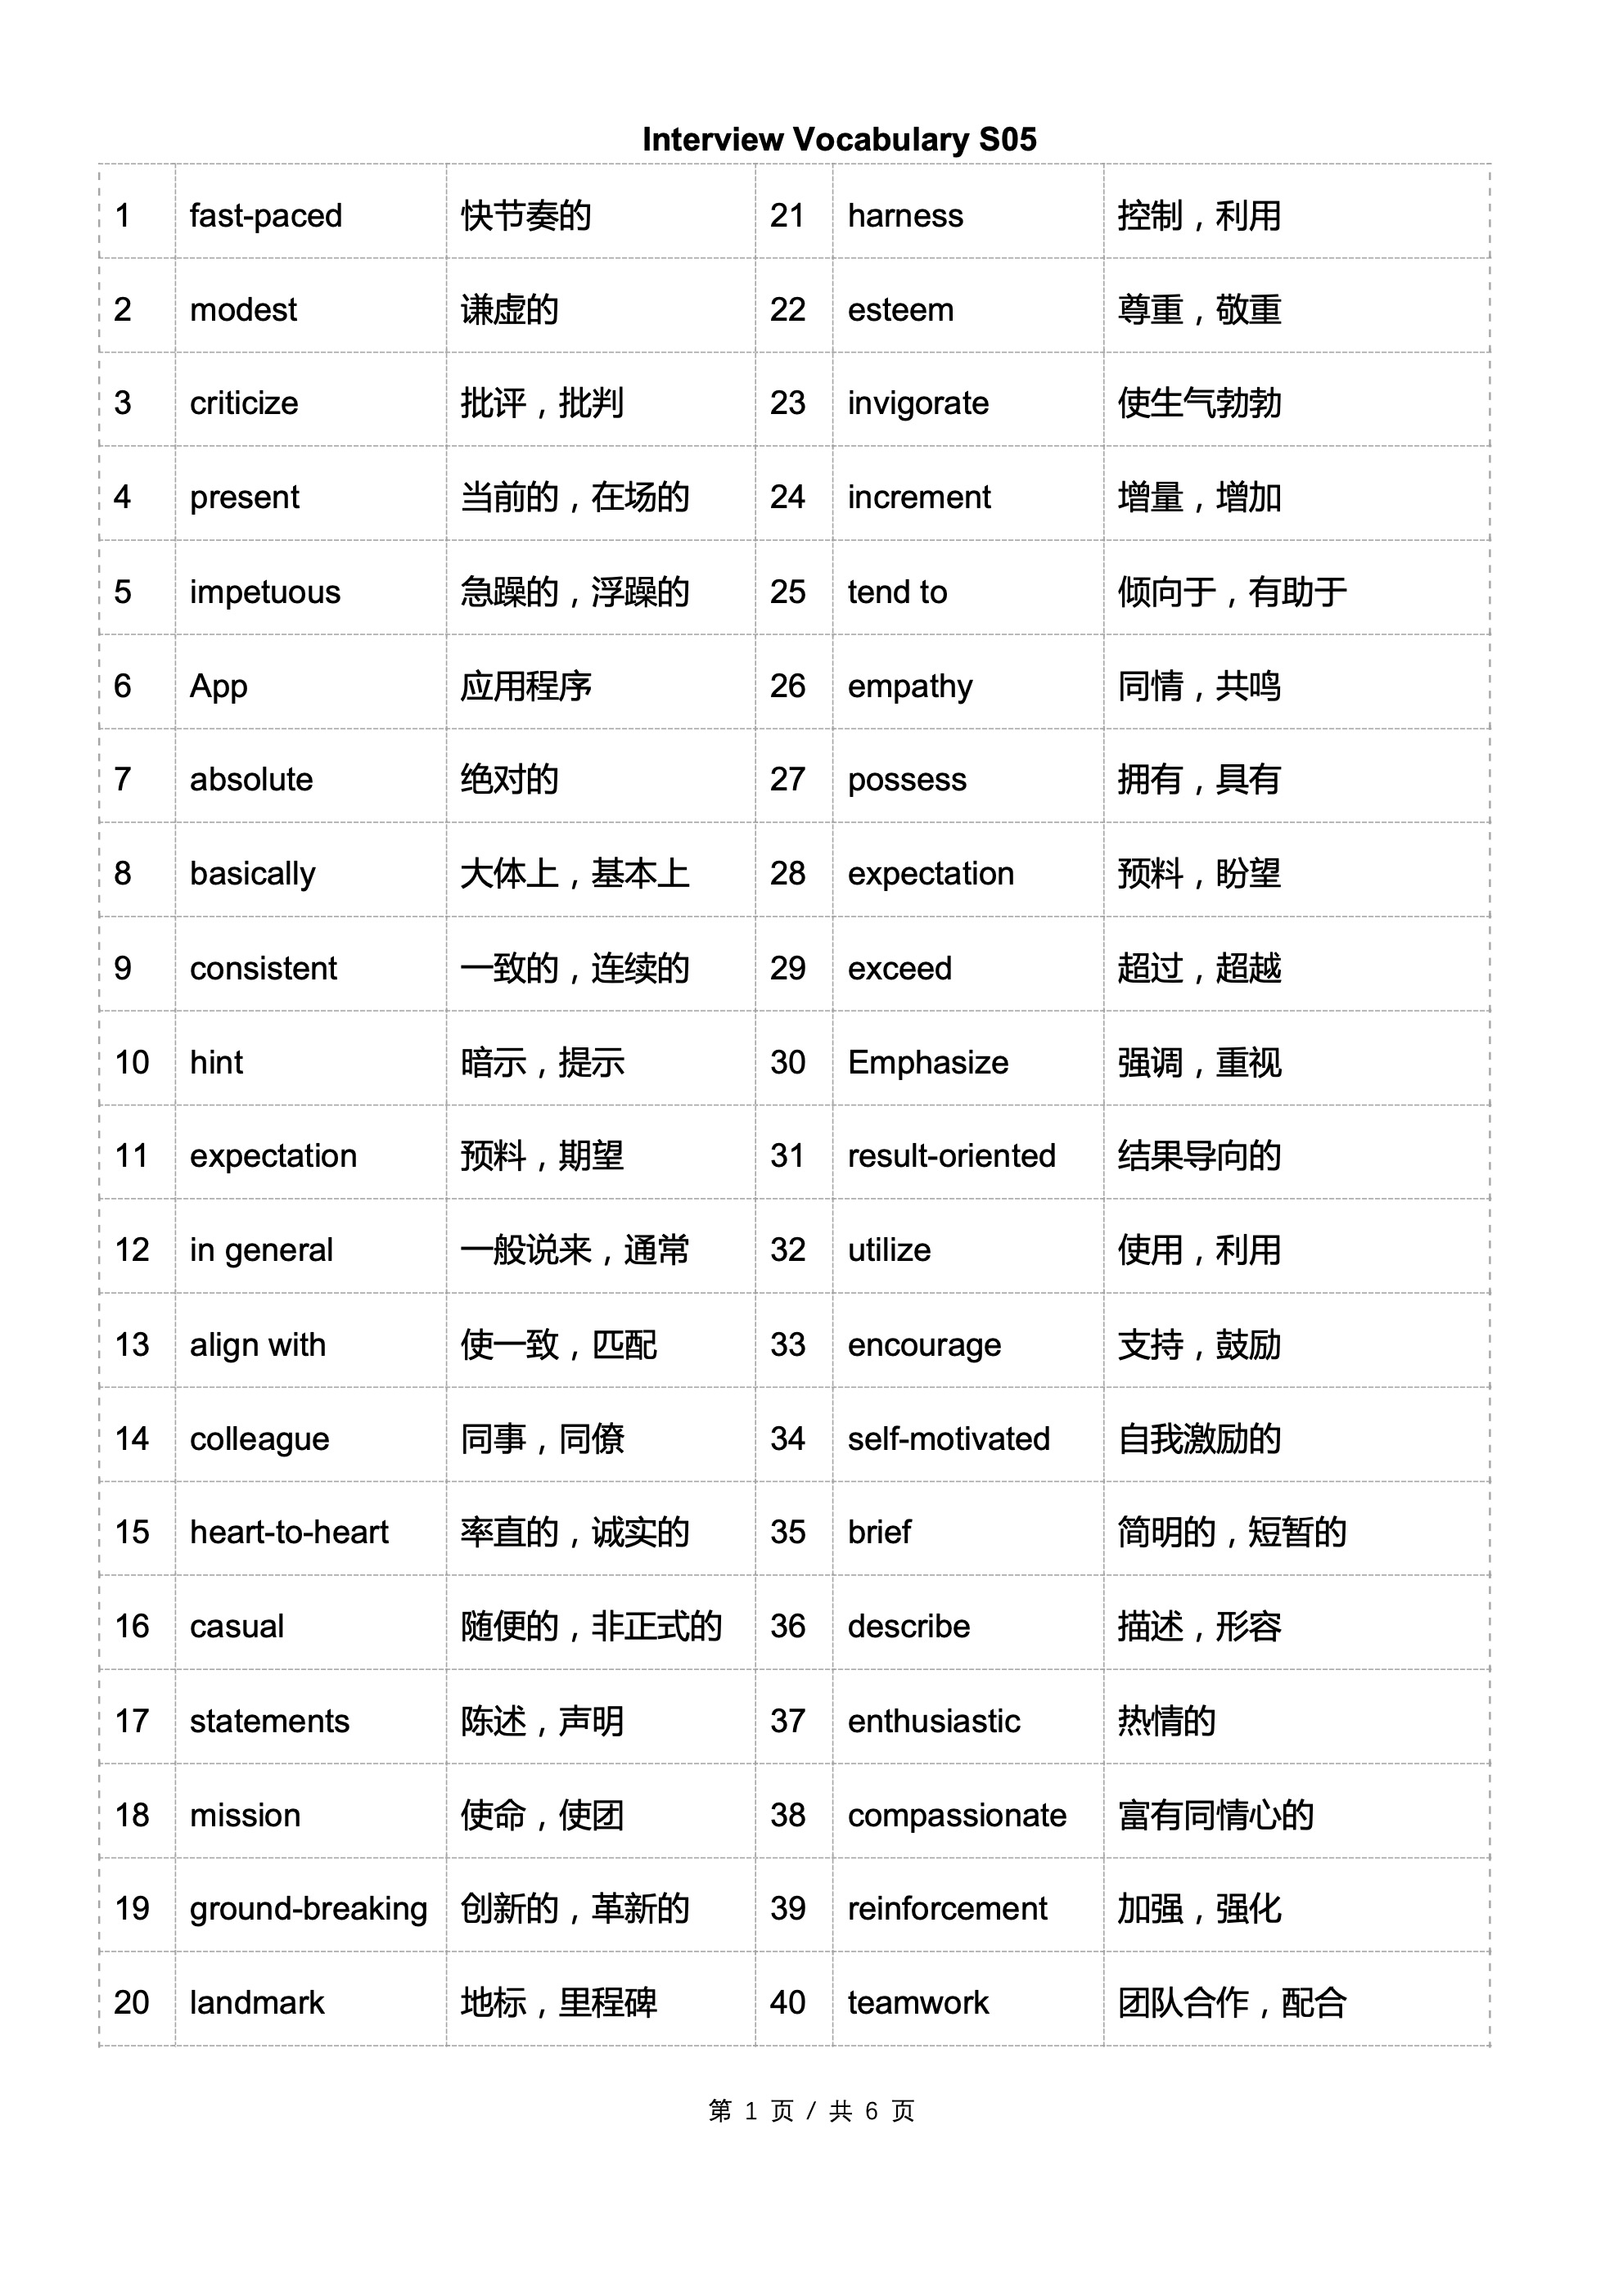 Interview Vocabulary S05
1 fast-paced 快节奏的 21 harness 控制，利用
2 modest 谦虚的 22 esteem 尊重，敬重
3 criticize 批评，批判 23 invigorate 使生气勃勃
4 present 当前的，在场的 24 increment 增量，增加
5 impetuous 急躁的，浮躁的 25 tend to 倾向于，有助于
6 App 应用程序 26 empathy 同情，共鸣
7 absolute 绝对的 27 possess 拥有，具有
8 basically 大体上，基本上 28 expectation 预料，盼望
9 consistent 一致的，连续的 29 exceed 超过，超越
10 hint 暗示，提示 30 Emphasize 强调，重视
11 expectation 预料，期望 31 result-oriented 结果导向的
12 in general 一般说来，通常 32 utilize 使用，利用
13 align with 使一致，匹配 33 encourage 支持，鼓励
14 colleague 同事，同僚 34 self-motivated 自我激励的
15 heart-to-heart 率直的，诚实的 35 brief 简明的，短暂的
16 casual 随便的，非正式的 36 describe 描述，形容
17 statements 陈述，声明 37 enthusiastic 热情的
18 mission 使命，使团 38 compassionate 富有同情心的
19 ground-breaking 创新的，革新的 39 reinforcement 加强，强化
20 landmark 地标，里程碑 40 teamwork 团队合作，配合
第 1 页 / 共 6 页